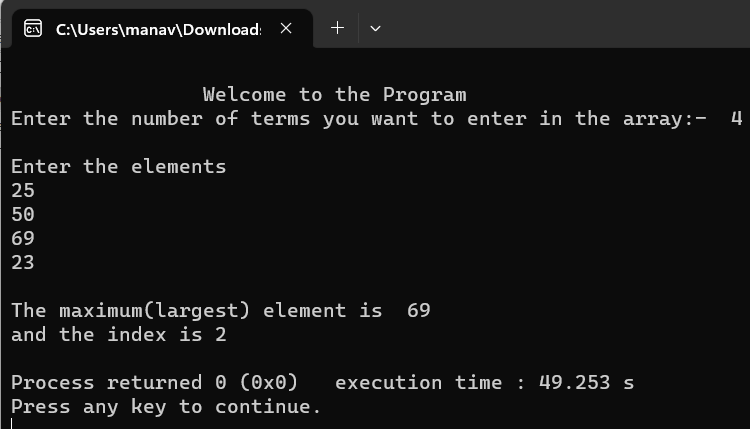 C:\Users\manav\Download
Welcome to the Program
Enter the number of terms you want to enter in the array:-  4
Enter the elements
25
50
69
23
The maximum(largest) element is  69
and the index is 2
Process returned 0 (0x0)   execution time : 49.253 s
Press any key to continue.